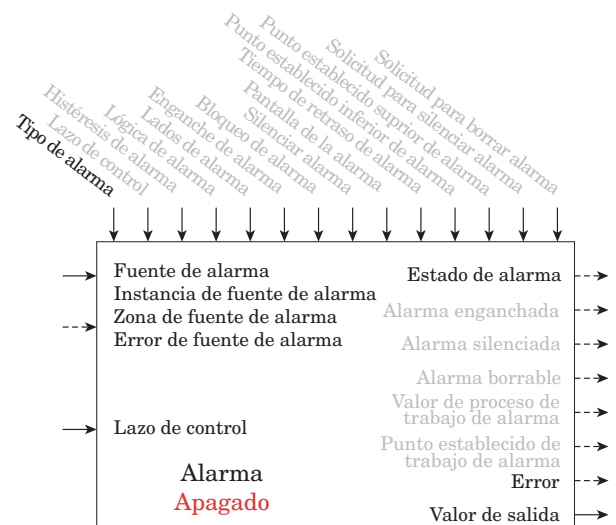 Tipo de alarma
Lazo de control
Histéresis de alarma
Lógica de alarma
Lados de alarma
Enganche de alarma
Bloqueo de alarma
Silenciar alarma
Pantalla de la alarma
Tiempo de retraso de alarma
Punto establecido inferior de alarma
Punto establecido suprior de alarma
Solicitud para silenciar alarma
Solicitud para borrar alarma
Fuente de alarma
Instancia de fuente de alarma
Zona de fuente de alarma
Error de fuente de alarma
Lazo de control
Alarma
Apagado
Estado de alarma
Alarma enganchada
Alarma silenciada
Alarma borrable
Valor de proceso de
trabajo de alarma
Punto establecido de
trabajo de alarma
Error
Valor de salida